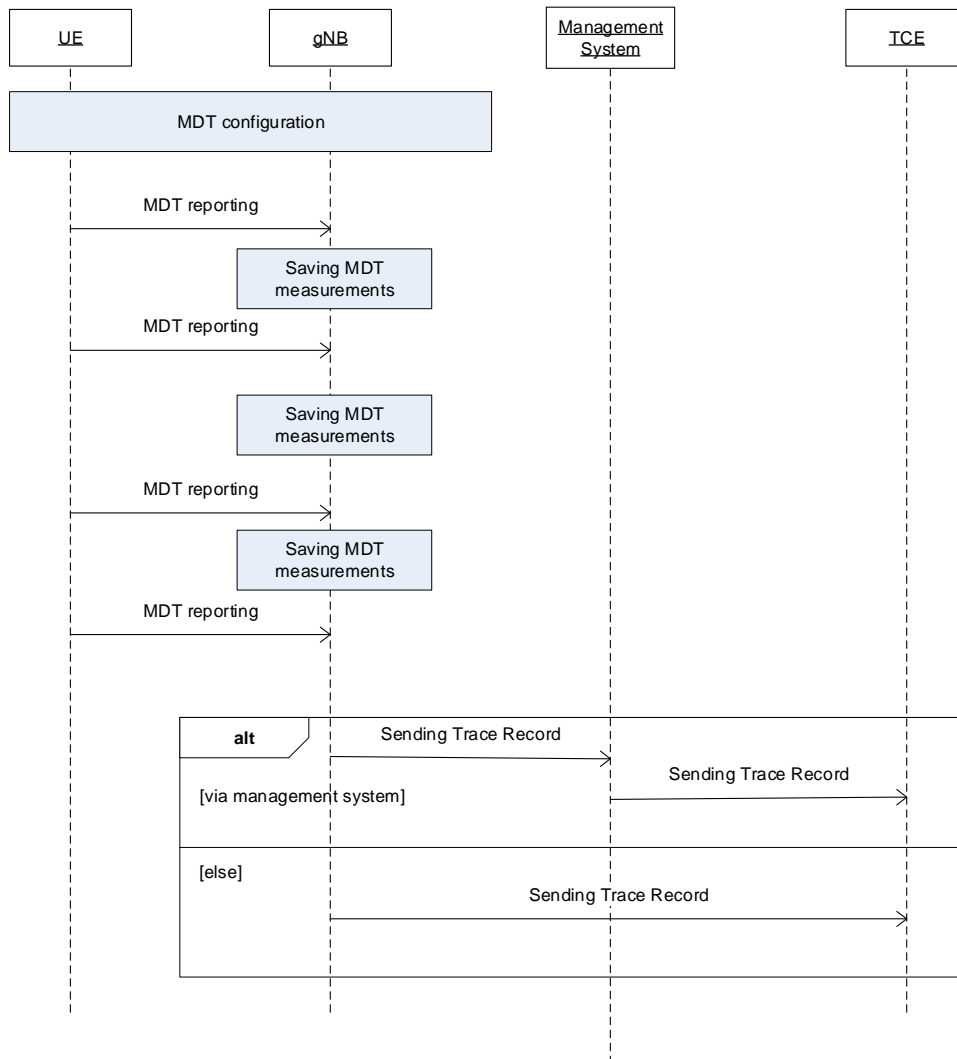 UE
gNB
Management
System
TCE
MDT configuration
MDT reporting
Saving MDT
measurements
MDT reporting
Saving MDT
measurements
MDT reporting
Saving MDT
measurements
MDT reporting
alt
Sending Trace Record
Sending Trace Record
[via management system]
[else]
Sending Trace Record